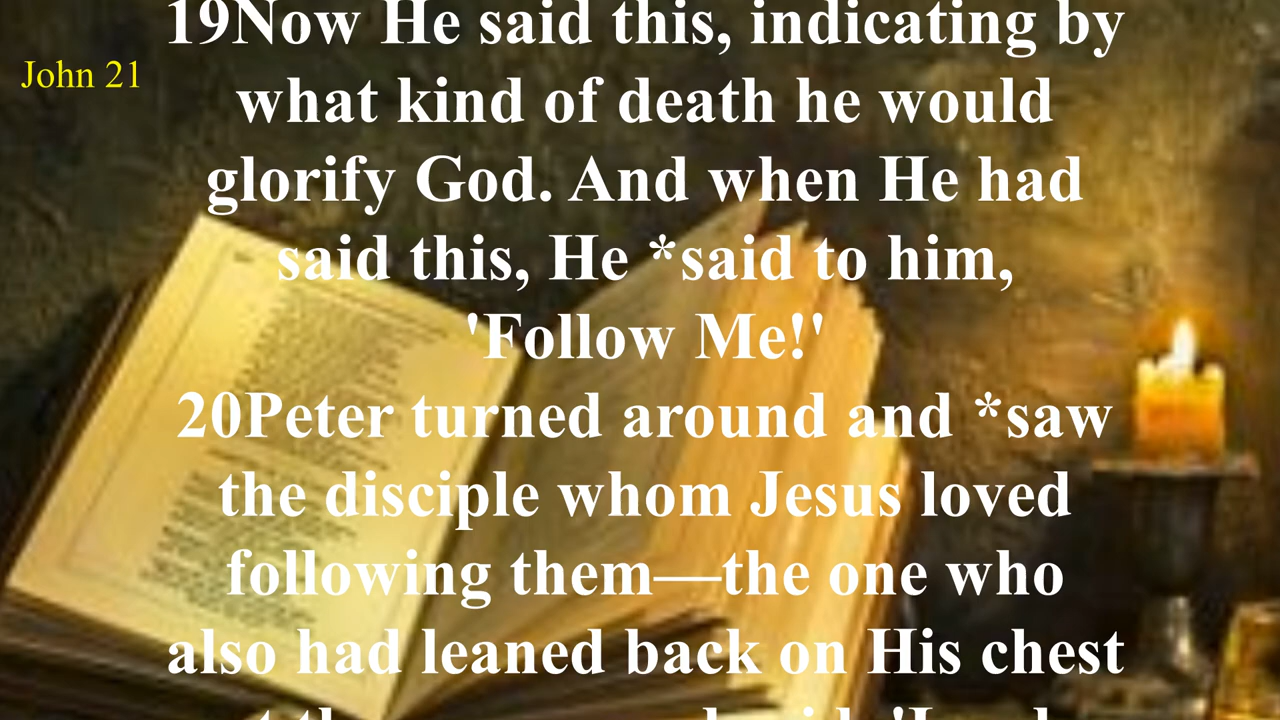 19Now He said this, indicating by
John 21
what kind of death he would
glorify God. And when He had
said this, He *said to him,
'Follow Me!'
20Peter turned around and *saw
the disciple whom Jesus loved
following them—the one who
also had leaned back on His chest